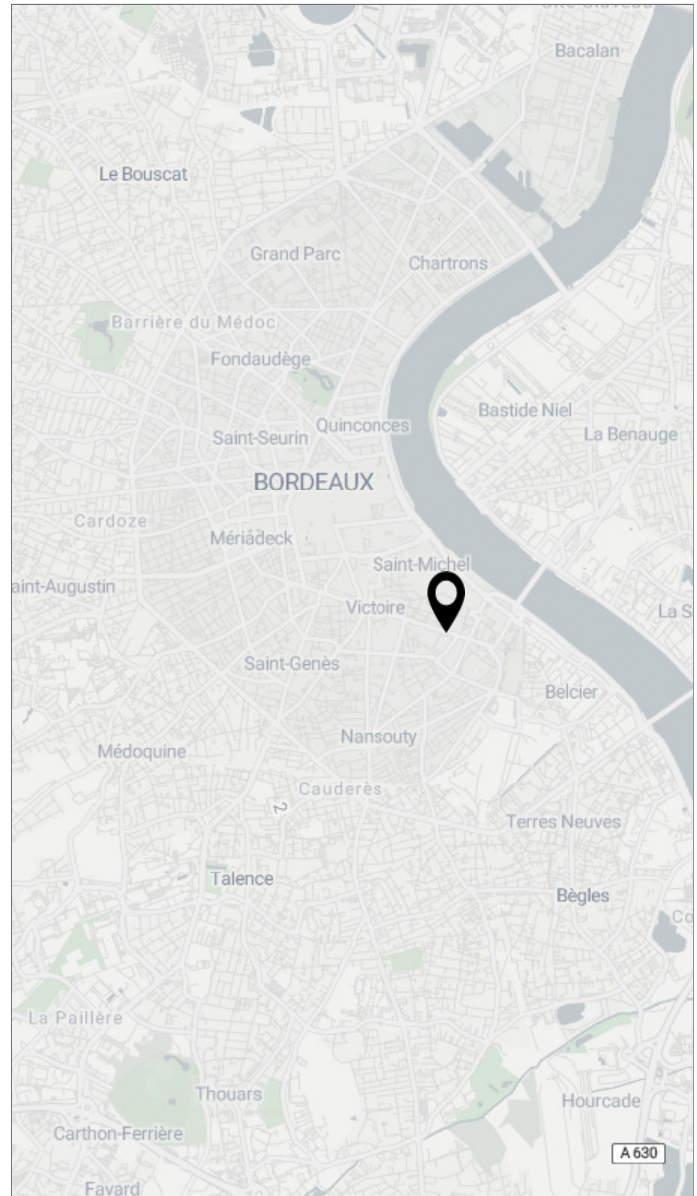 Bacalan
Le Bouscat
Grand Parc
Chartrons
Barrière du Médoc
Fondaudège
Bastide Niel
Quinconces
La Benauge
Saint-Seurin
BORDEAUX
Cardoze
Mériadeck
Saint-Michel
aint-Augustin
Victoire
La S
Saint-Genès
Belcier
Nansouty
Médoquine
Cauderès
2
Terres Neuves
Talence
Bègles
Co
La Paillère
Thouars
Hourcade
Carthon-Ferrière
A 630
Favard